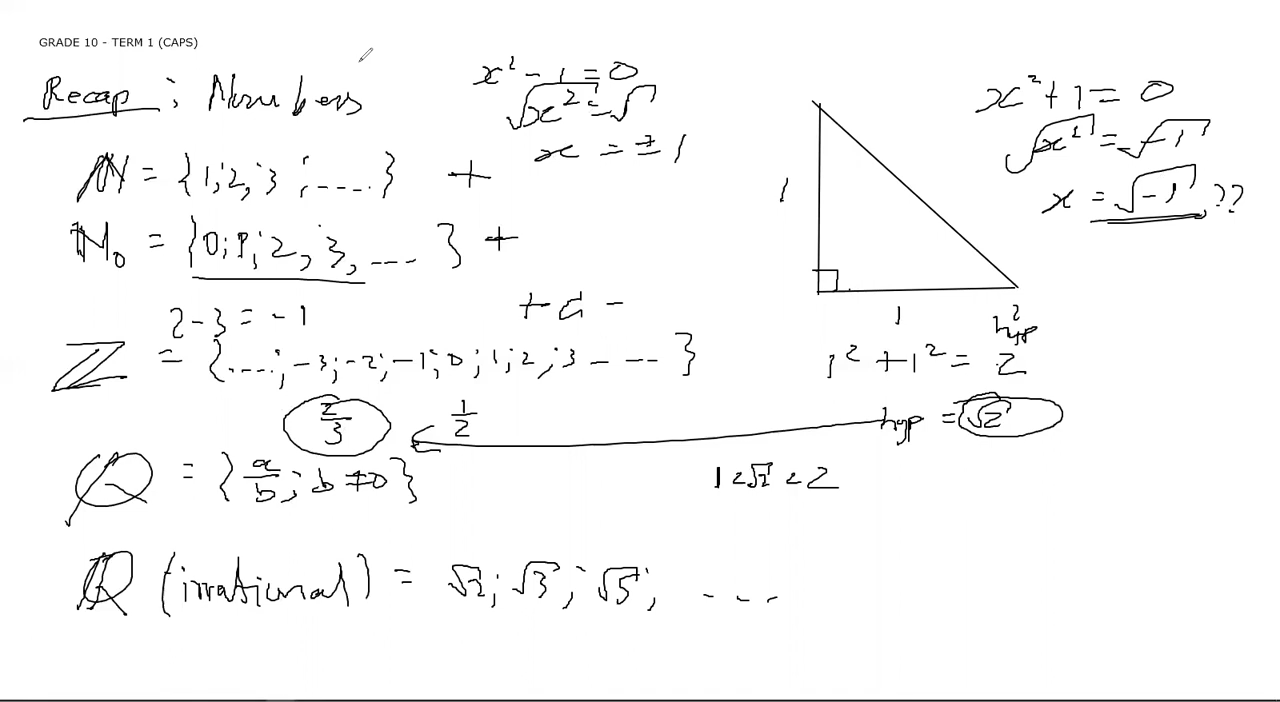 GRADE 10 - TERM 1 (CAPS)
Recap : Numbers
ℕ = {1; 2; 3 ; ....} +
ℕ₀ = {0; 1; 2; 3; .... } +
2 - 3 = -1
+ a -
ℤ = {....; -3; -2; -1; 0; 1; 2; 3 - -- }
2/3 1/2
ℚ = {a/b; b ≠ 0}
ℝ (irrational) = √2; √3; √5; ....
x² - 1 = 0
√x² = √1
x = ±1
1
1
hyp²
1² + 1² = 2
hyp = √2
1 < √2 < 2
x² + 1 = 0
√x² = √-1
x = √-1 ??